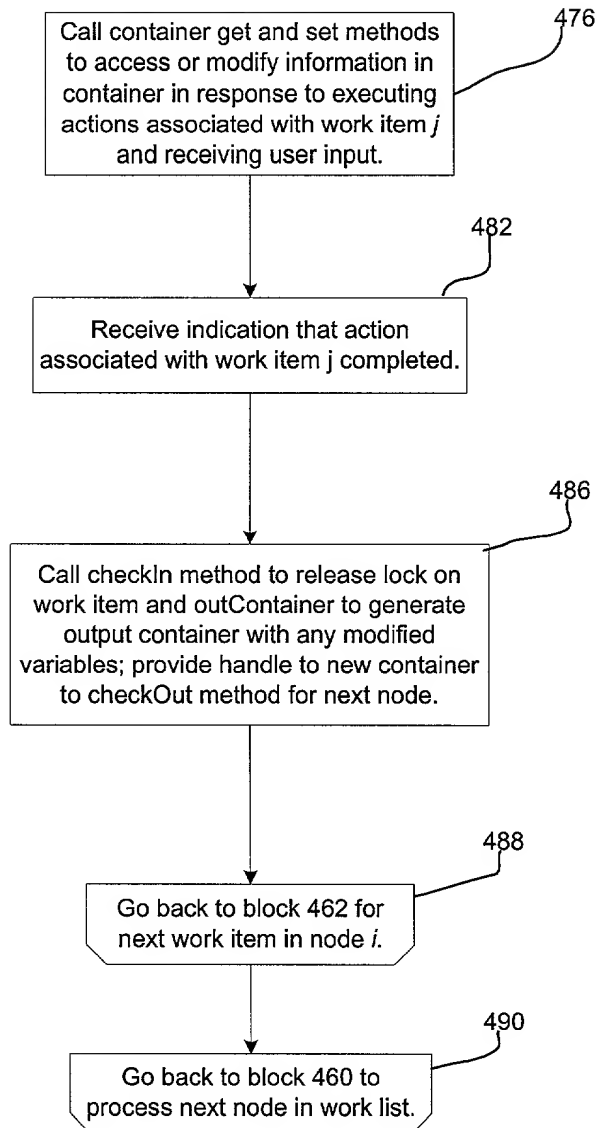 476
Call container get and set methods
to access or modify information in
container in response to executing
actions associated with work item j
and receiving user input.
482
Receive indication that action
associated with work item j completed.
486
Call checkIn method to release lock on
work item and outContainer to generate
output container with any modified
variables; provide handle to new container
to checkOut method for next node.
488
Go back to block 462 for
next work item in node i.
490
Go back to block 460 to
process next node in work list.